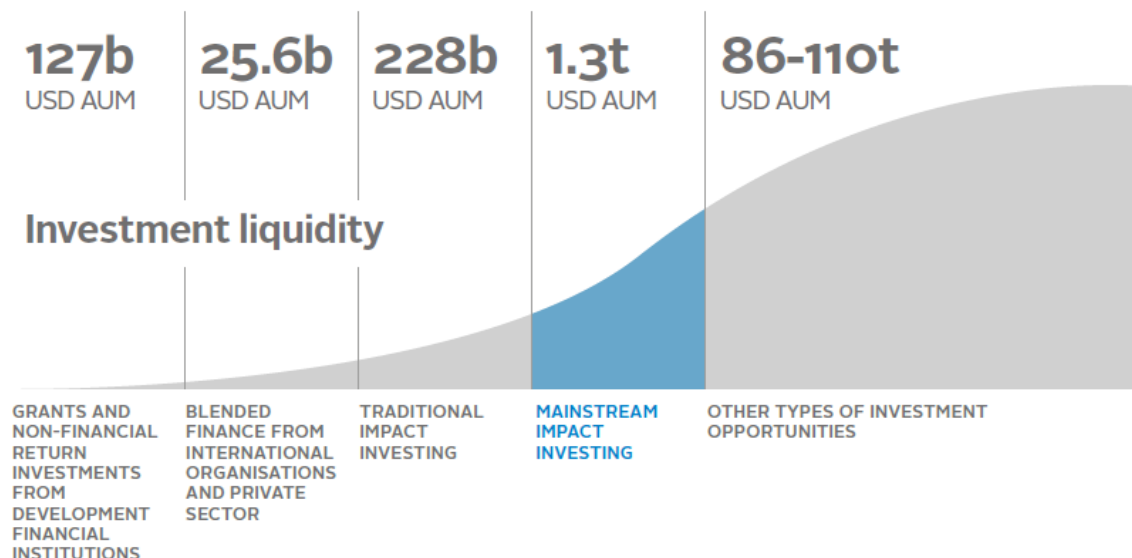 127b
USD AUM
25.6b
USD AUM
228b
USD AUM
1.3t
USD AUM
86-110t
USD AUM
Investment liquidity
GRANTS AND
NON-FINANCIAL
RETURN
INVESTMENTS
FROM
DEVELOPMENT
FINANCIAL
INSTITUTIONS
BLENDED
FINANCE FROM
INTERNATIONAL
ORGANISATIONS
AND PRIVATE
SECTOR
TRADITIONAL
IMPACT
INVESTING
MAINSTREAM
IMPACT
INVESTING
OTHER TYPES OF INVESTMENT
OPPORTUNITIES